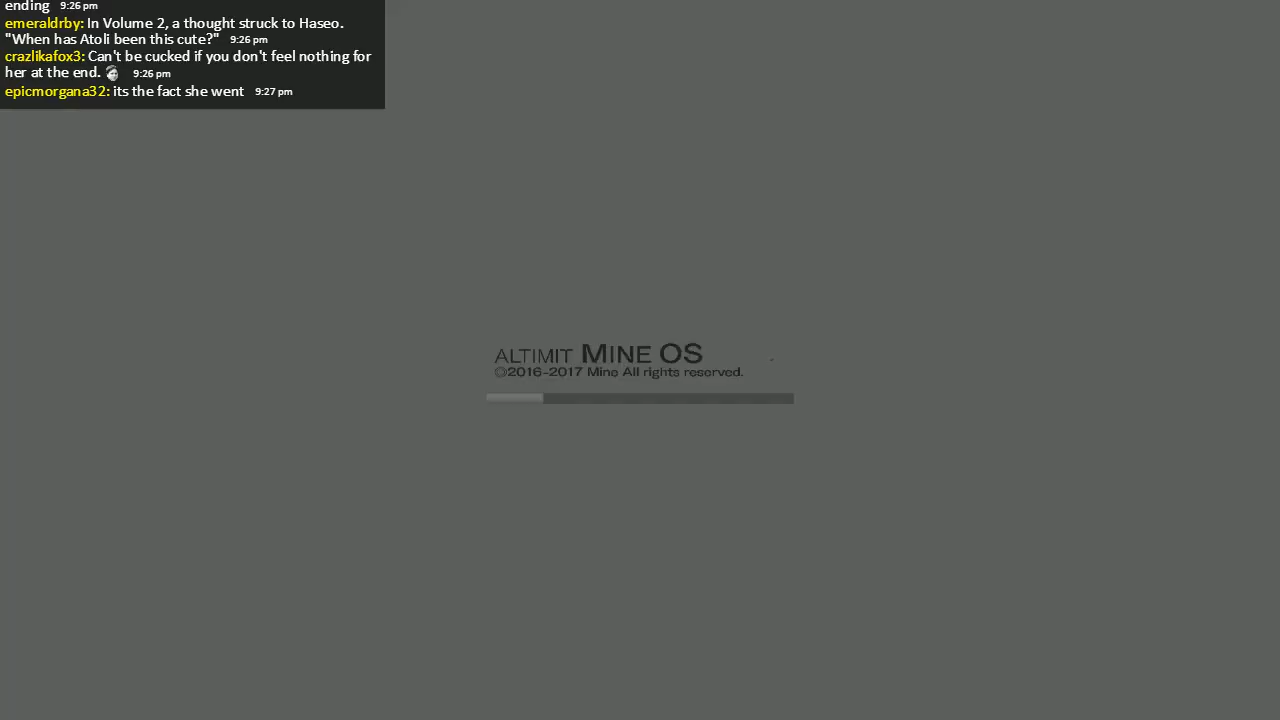 ending 9:26 pm
emeraldrby: In Volume 2, a thought struck to Haseo.
"When has Atoli been this cute?" 9:26 pm
crazlikafox3: Can't be cucked if you don't feel nothing for
her at the end. 9:26 pm
epicmorgana32: its the fact she went 9:27 pm
ALTIMIT MINE OS
©2016-2017 Mine All rights reserved.